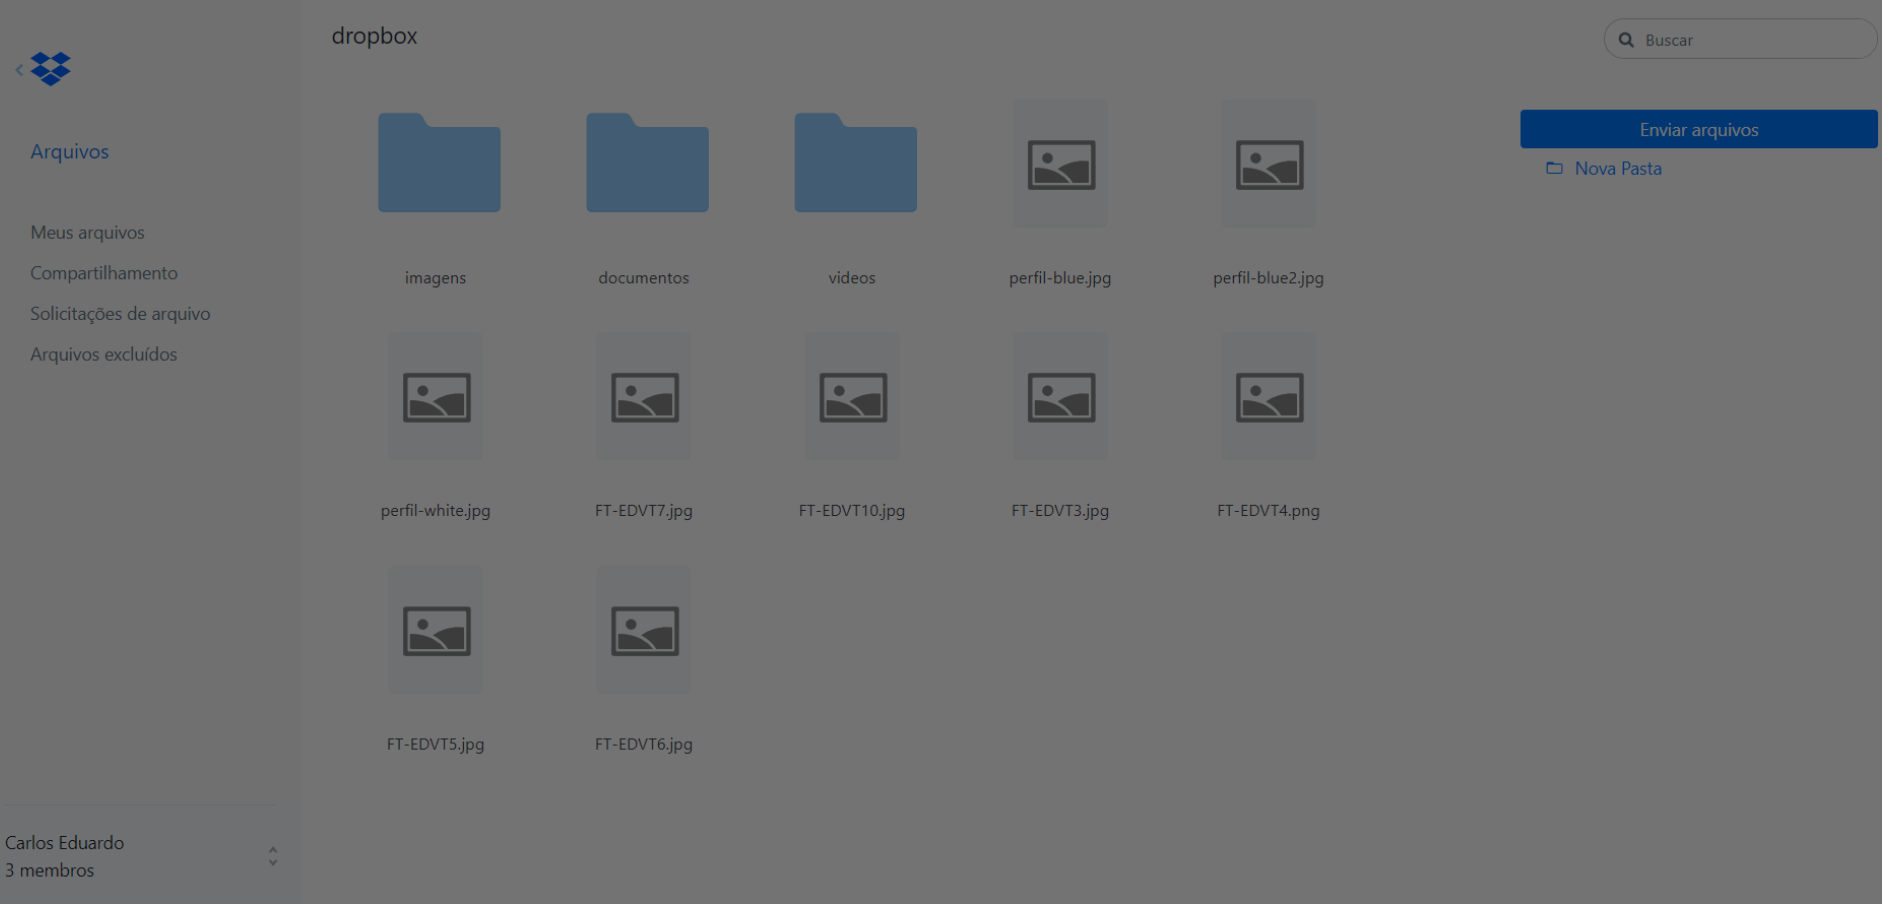 dropbox
Buscar
Arquivos
Meus arquivos
Compartilhamento
Solicitações de arquivo
Arquivos excluídos
Enviar arquivos
Nova Pasta
imagens
documentos
videos
perfil-blue.jpg
perfil-blue2.jpg
perfil-white.jpg
FT-EDVT7.jpg
FT-EDVT10.jpg
FT-EDVT3.jpg
FT-EDVT4.png
FT-EDVT5.jpg
FT-EDVT6.jpg
Carlos Eduardo
3 membros